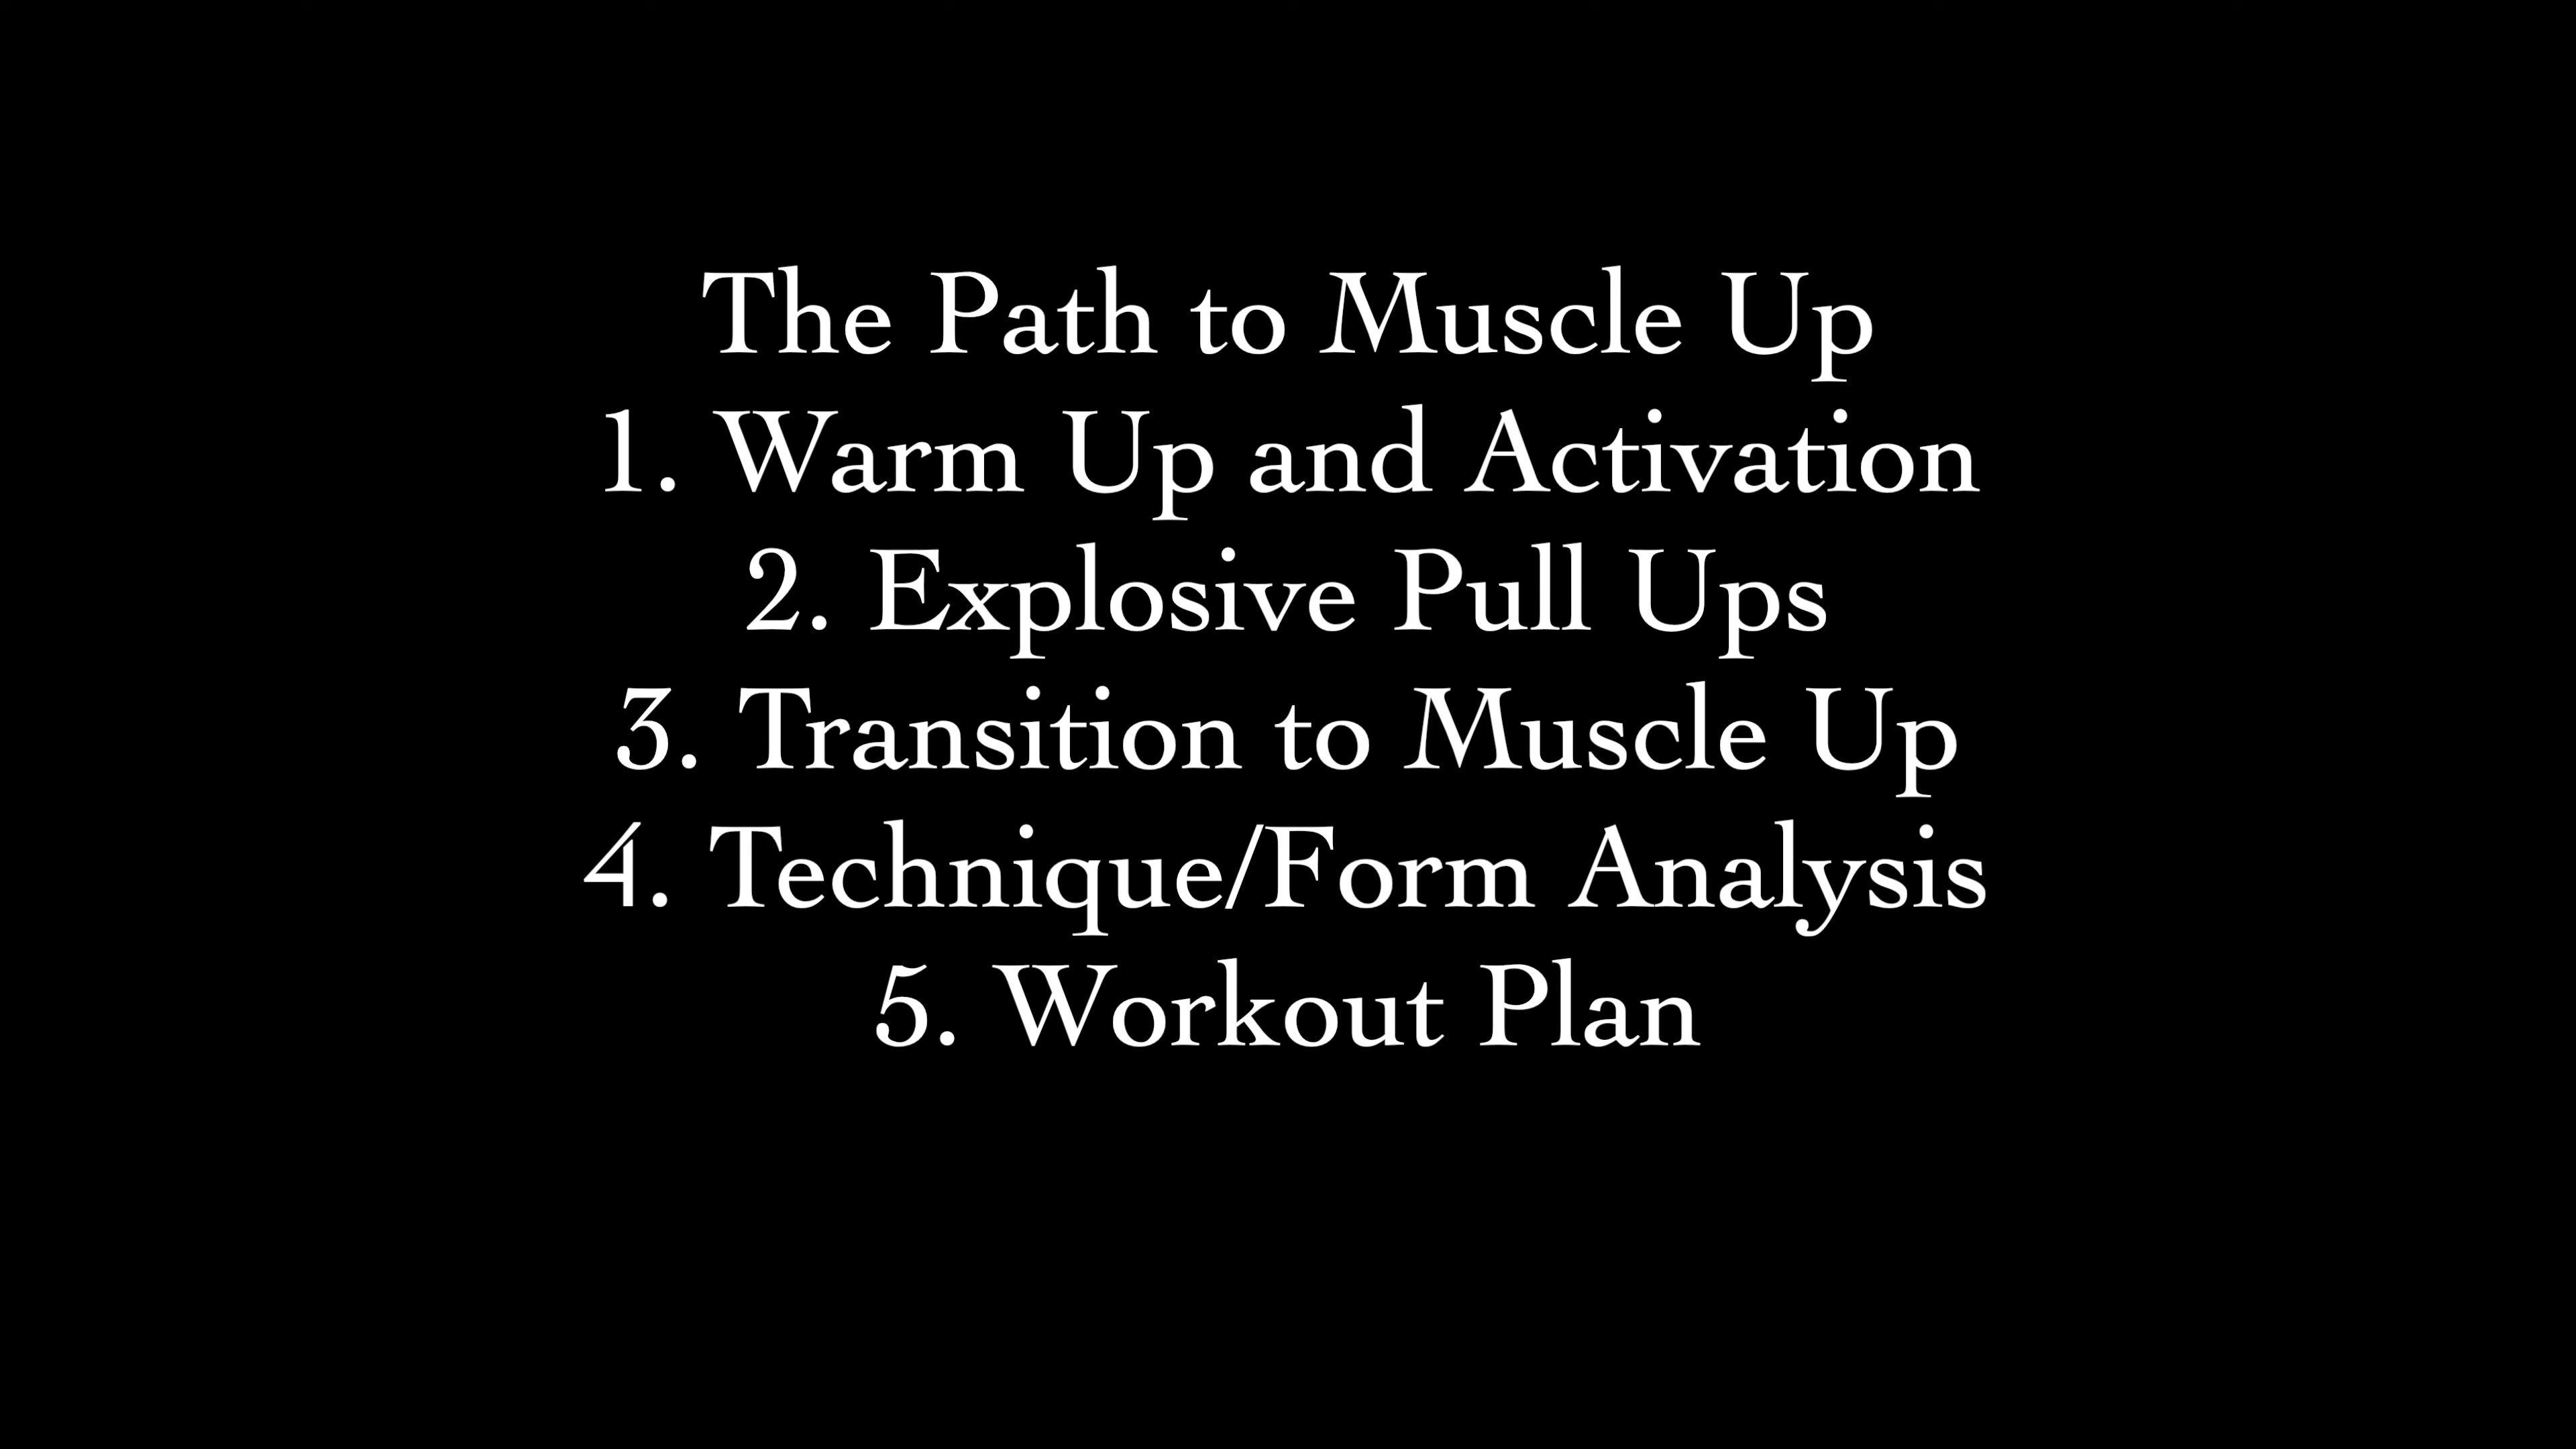 The Path to Muscle Up
1. Warm Up and Activation
2. Explosive Pull Ups
3. Transition to Muscle Up
4. Technique/Form Analysis
5. Workout Plan